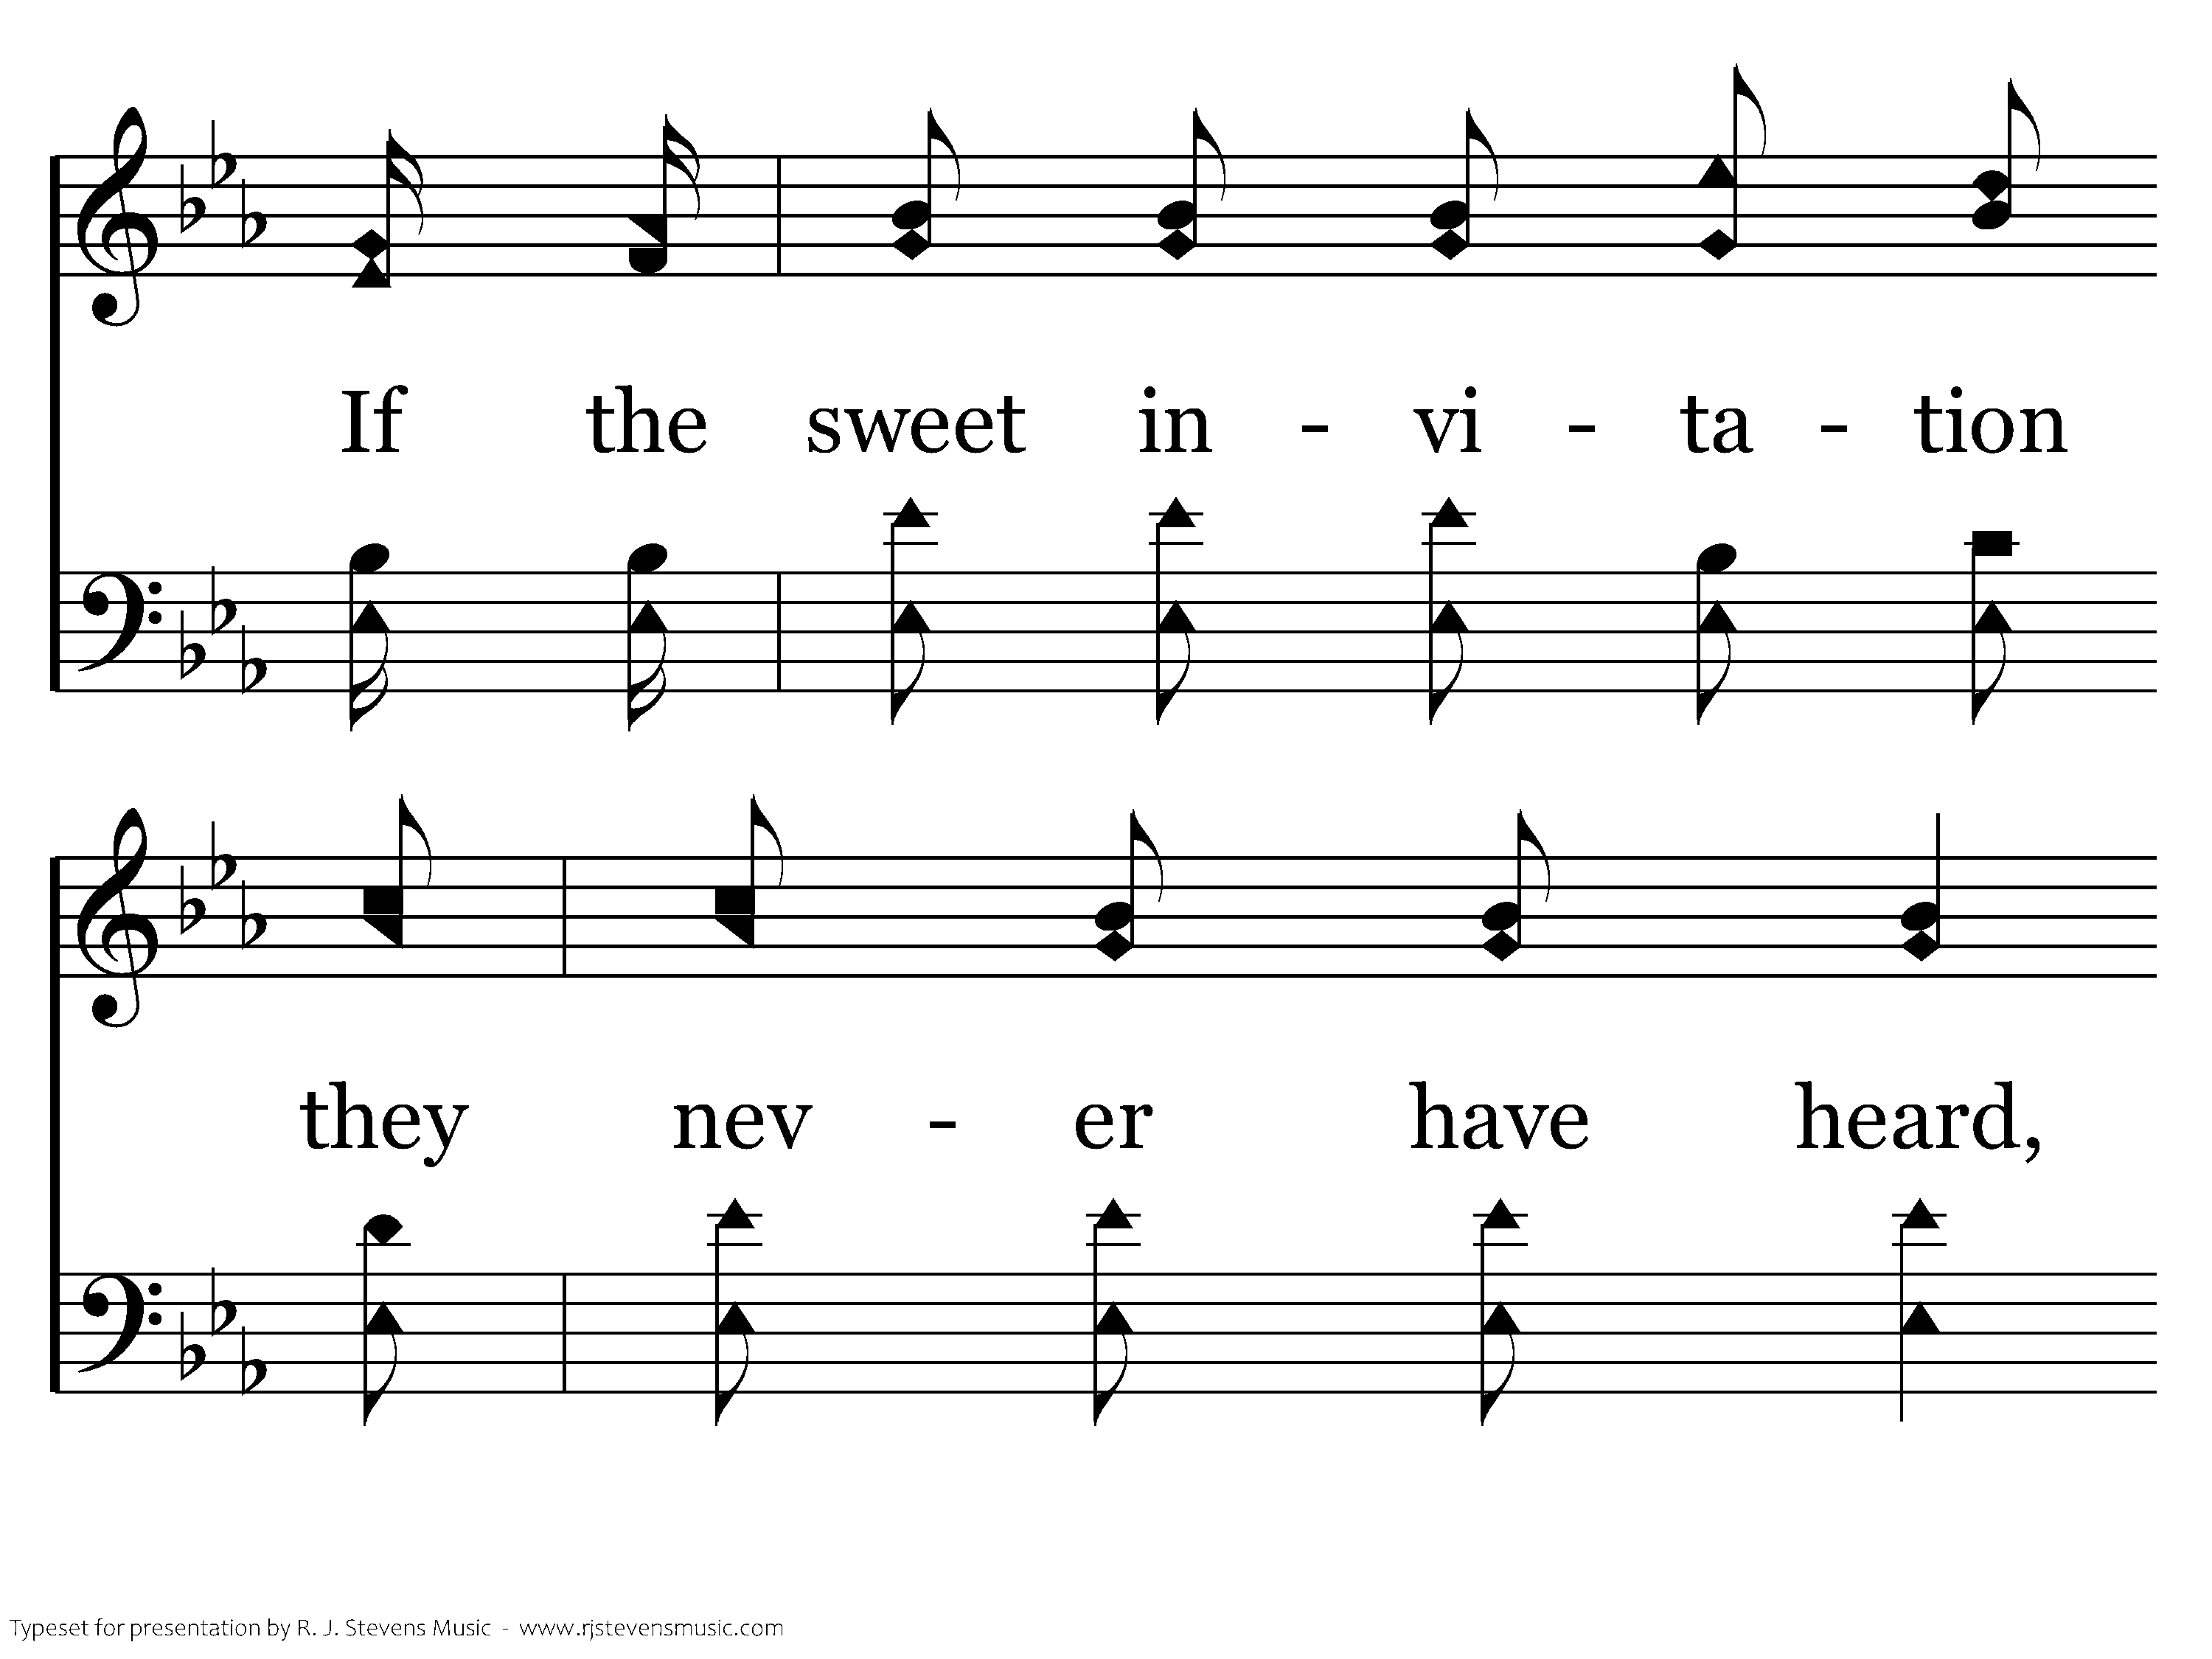 If the sweet in - vi - ta - tion
they nev - er have heard,
Typeset for presentation by R. J. Stevens Music - www.rjstevensmusic.com